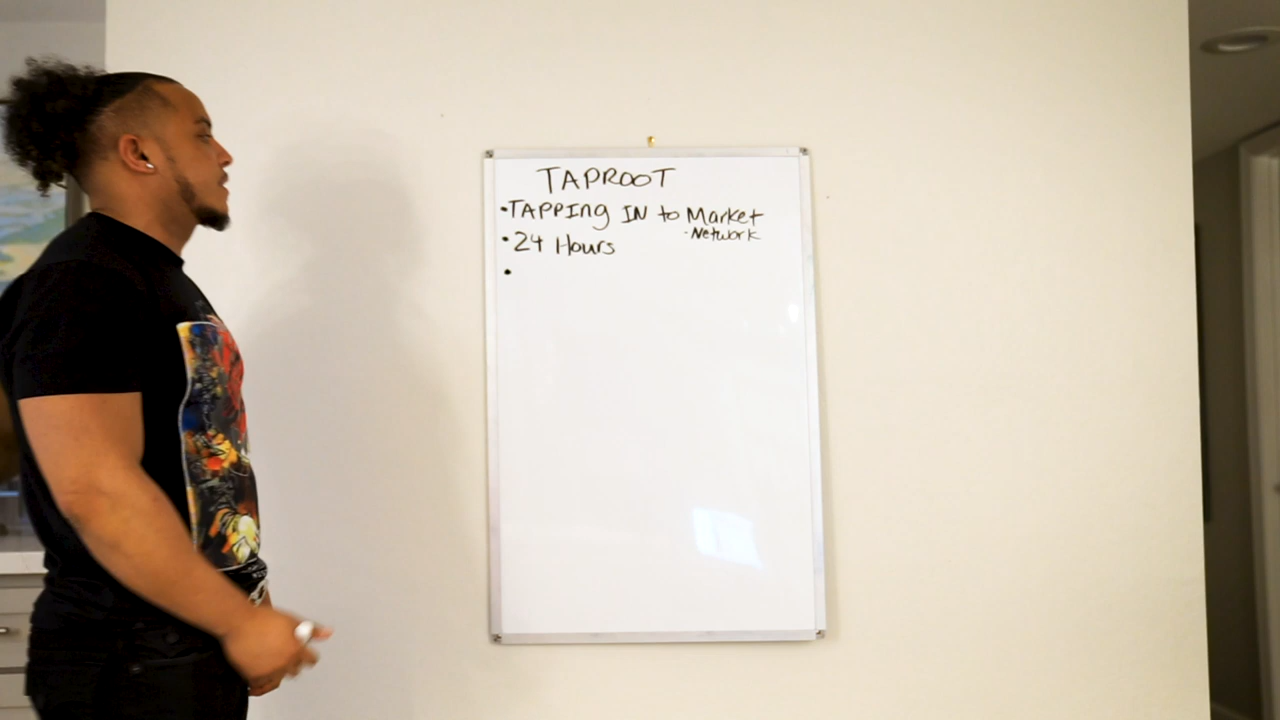 TAPROOT
•TAPPIng IN to Market
-Network
•24 Hours
•